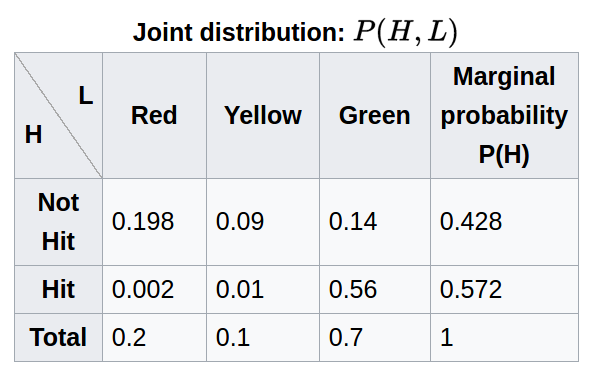 Joint distribution: P(H, L)
L
H
Red Yellow Green Marginal probability P(H)
Not Hit 0.198 0.09 0.14 0.428
Hit 0.002 0.01 0.56 0.572
Total 0.2 0.1 0.7 1